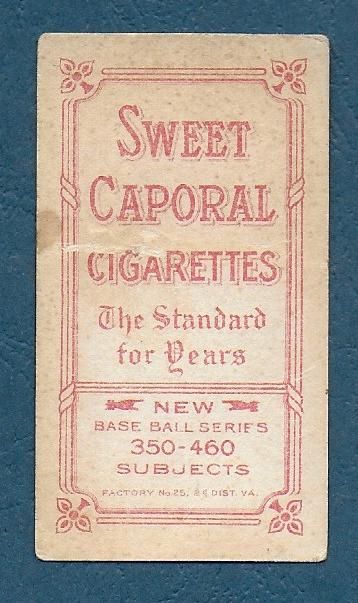 SWEET
CAPORAL
CIGARETTES
The Standard
for Years
NEW
BASE BALL SERIES
350-460
SUBJECTS
FACTORY No. 25, 2d DIST. VA.